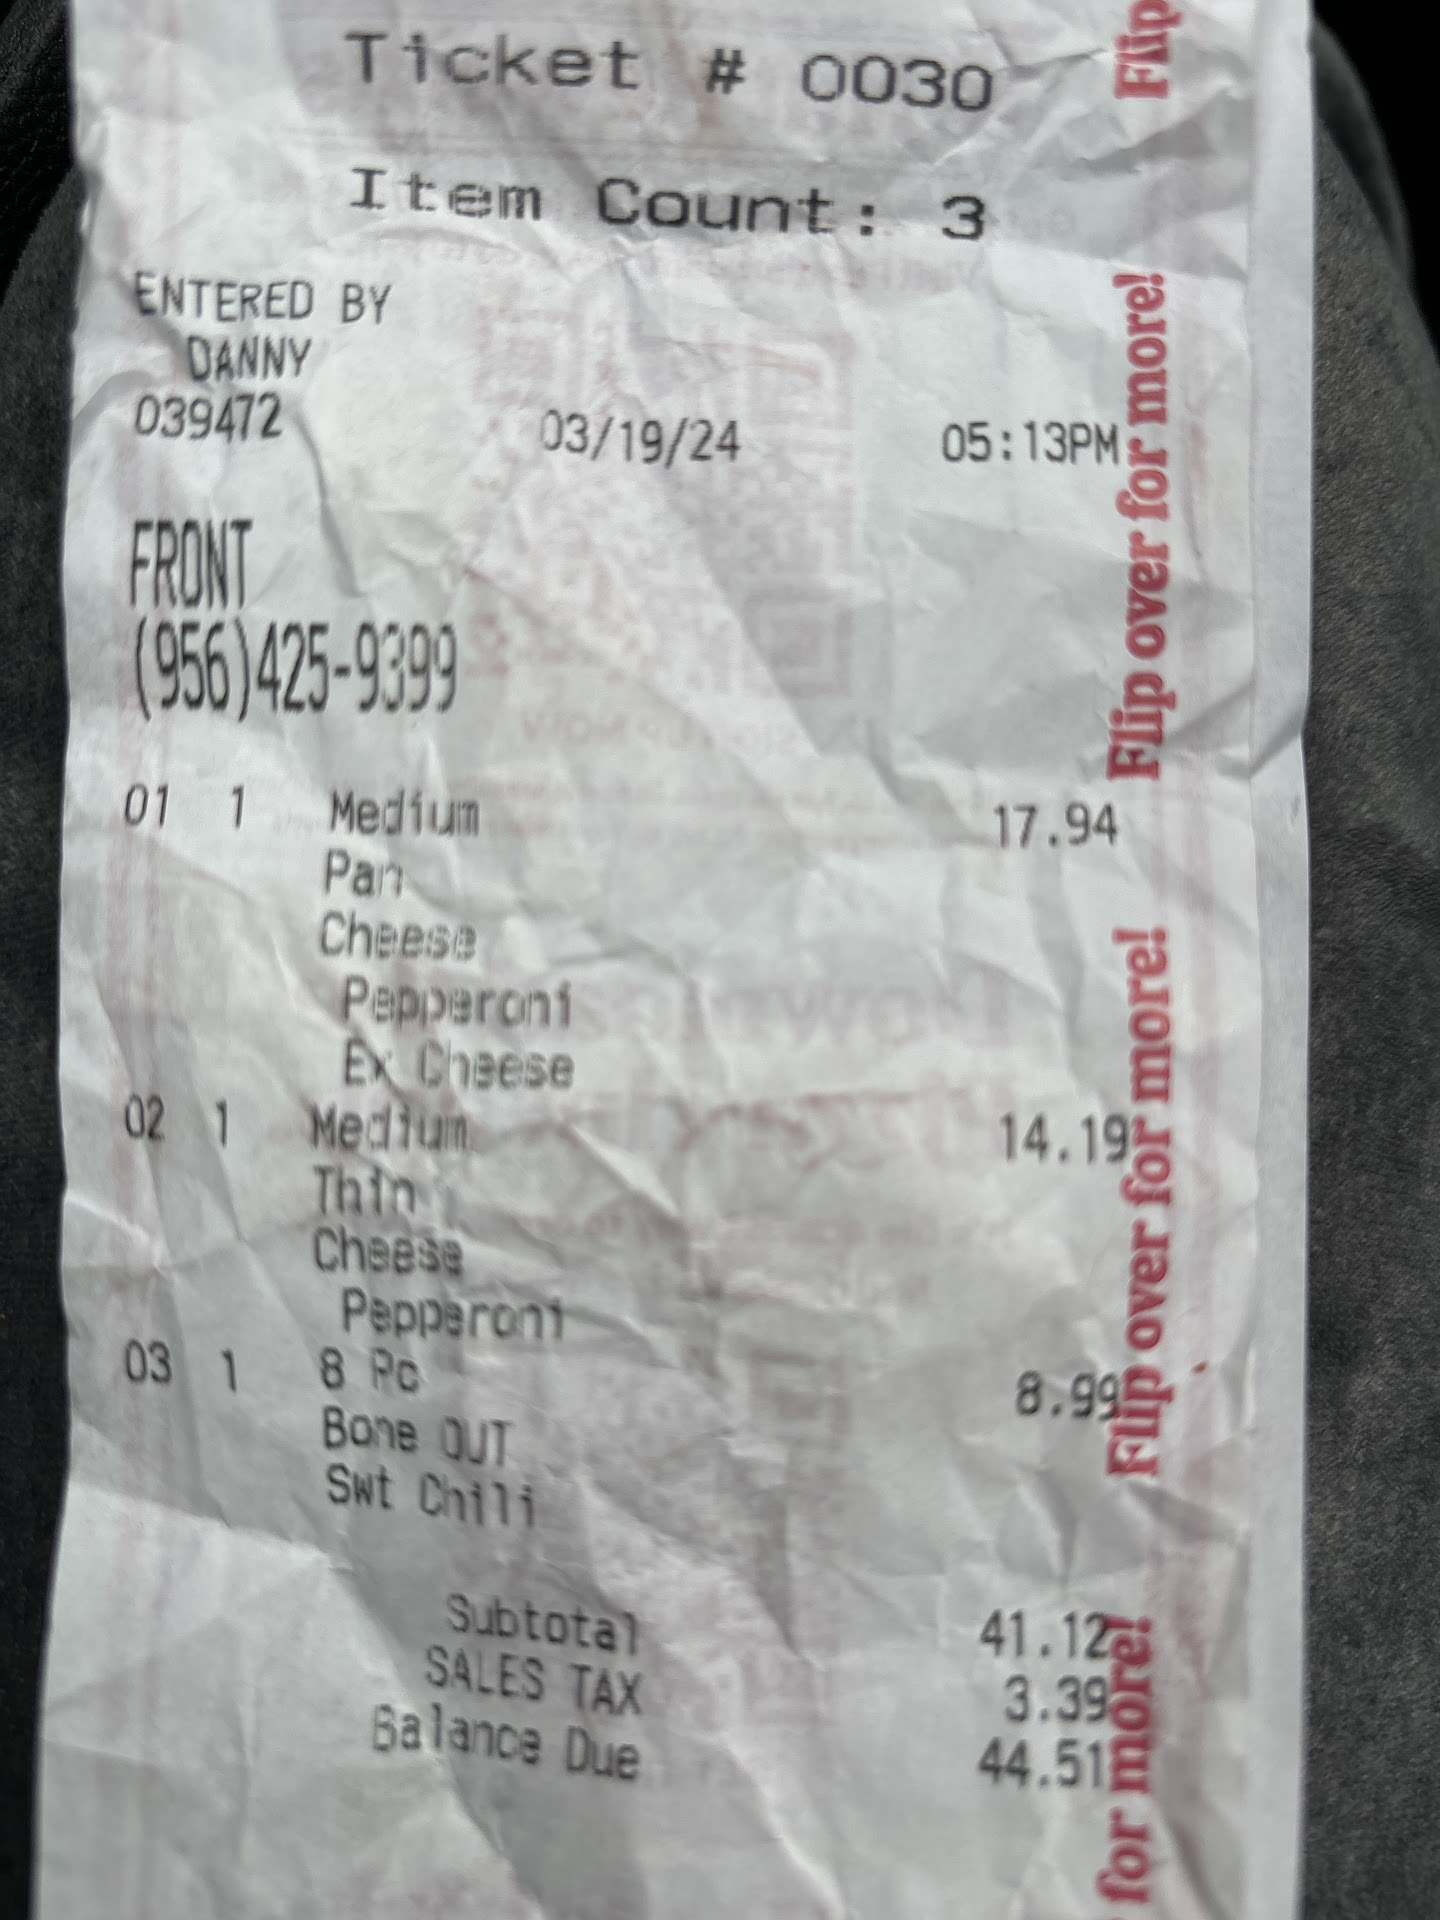 Ticket # 0030
Item Count: 3
ENTERED BY
DANNY
039472 03/19/24 05:13PM
FRONT
(956)425-9399
01 1 Medium 17.94
Pan
Cheese
Pepperoni
Ex Cheese
02 1 Medium 14.19
Thin
Cheese
Pepperoni
03 1 8 Pc 8.99
Bone OUT
Swt Chili
Subtotal 41.12
SALES TAX 3.39
Balance Due 44.51
Flip
Flip over for more!
Flip over for more!
for more!